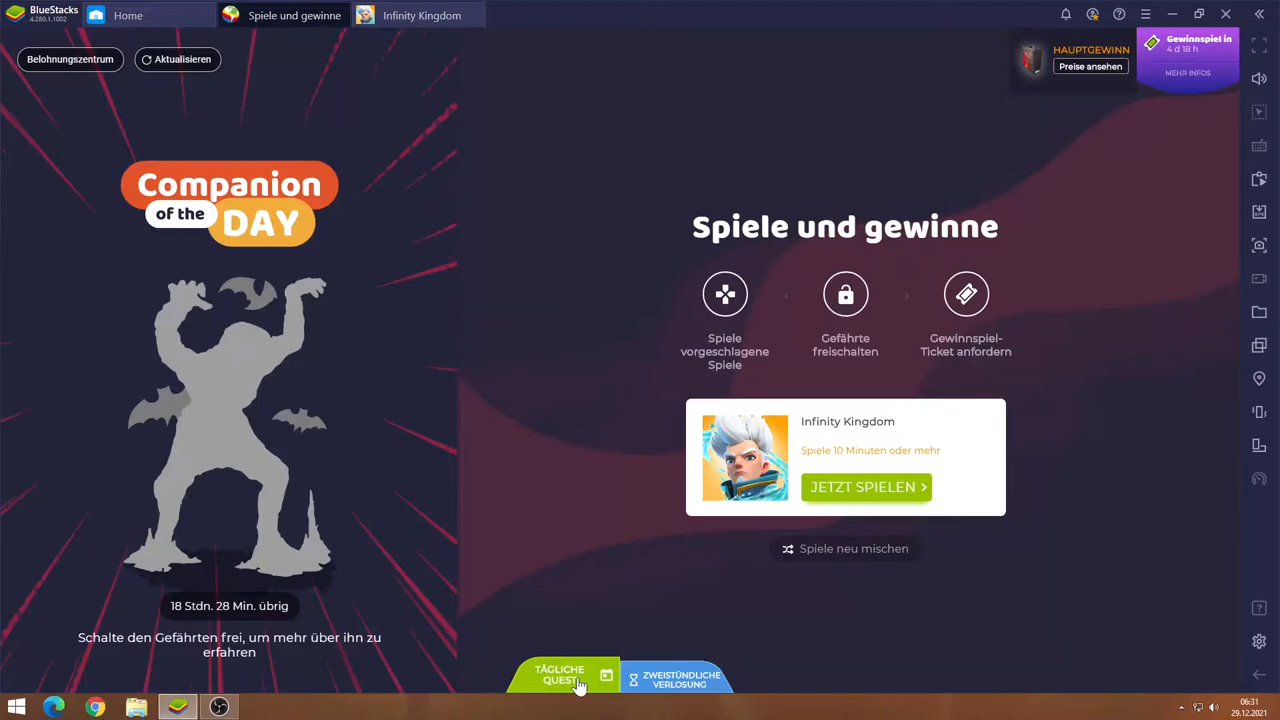 BlueStacks
4.280.1.1002
Home
Spiele und gewinne
Infinity Kingdom
Belohnungszentrum
Aktualisieren
HAUPTGEWINN
Preise ansehen
Gewinnspiel in
4 d 18 h
MEHR INFOS
Companion
of the
DAY
18 Stdn. 28 Min. übrig
Schalte den Gefährten frei, um mehr über ihn zu
erfahren
Spiele und gewinne
Spiele
vorgeschlagene
Spiele
Gefährte
freischalten
Gewinnspiel-
Ticket anfordern
Infinity Kingdom
Spiele 10 Minuten oder mehr
JETZT SPIELEN
Spiele neu mischen
TÄGLICHE
QUEST
ZWEISTÜNDLICHE
VERLOSUNG
06:31
29.12.2021